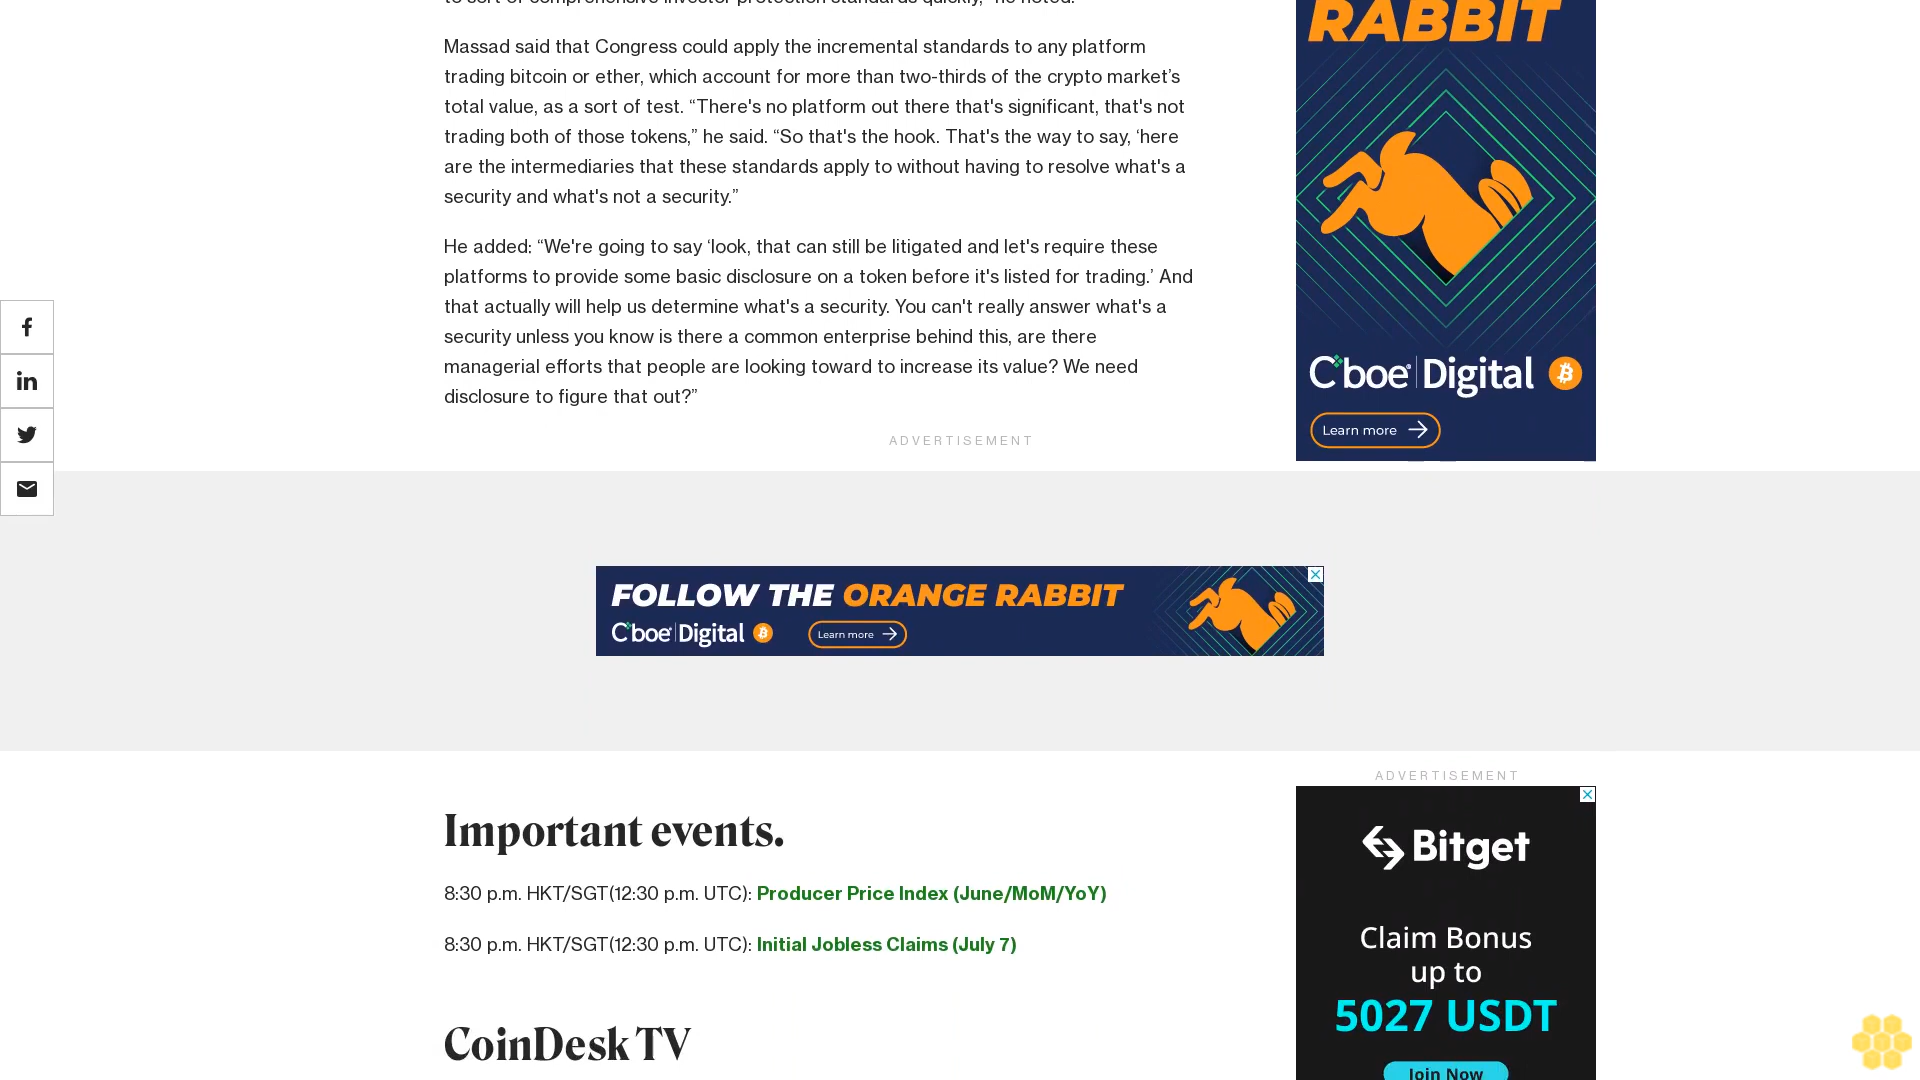 Massad said that Congress could apply the incremental standards to any platform
trading bitcoin or ether, which account for more than two-thirds of the crypto market’s
total value, as a sort of test. “There's no platform out there that's significant, that's not
trading both of those tokens,” he said. “So that's the hook. That's the way to say, ‘here
are the intermediaries that these standards apply to without having to resolve what's a
security and what's not a security.”
He added: “We're going to say ‘look, that can still be litigated and let's require these
platforms to provide some basic disclosure on a token before it's listed for trading.’ And
that actually will help us determine what's a security. You can't really answer what's a
security unless you know is there a common enterprise behind this, are there
managerial efforts that people are looking toward to increase its value? We need
disclosure to figure that out?”
RABBIT
Cboe Digital
Learn more
ADVERTISEMENT
FOLLOW THE ORANGE RABBIT
Cboe Digital
Learn more
Important events.
8:30 p.m. HKT/SGT(12:30 p.m. UTC): Producer Price Index (June/MoM/YoY)
8:30 p.m. HKT/SGT(12:30 p.m. UTC): Initial Jobless Claims (July 7)
CoinDesk TV
ADVERTISEMENT
Bitget
Claim Bonus
up to
5027 USDT
Join Now